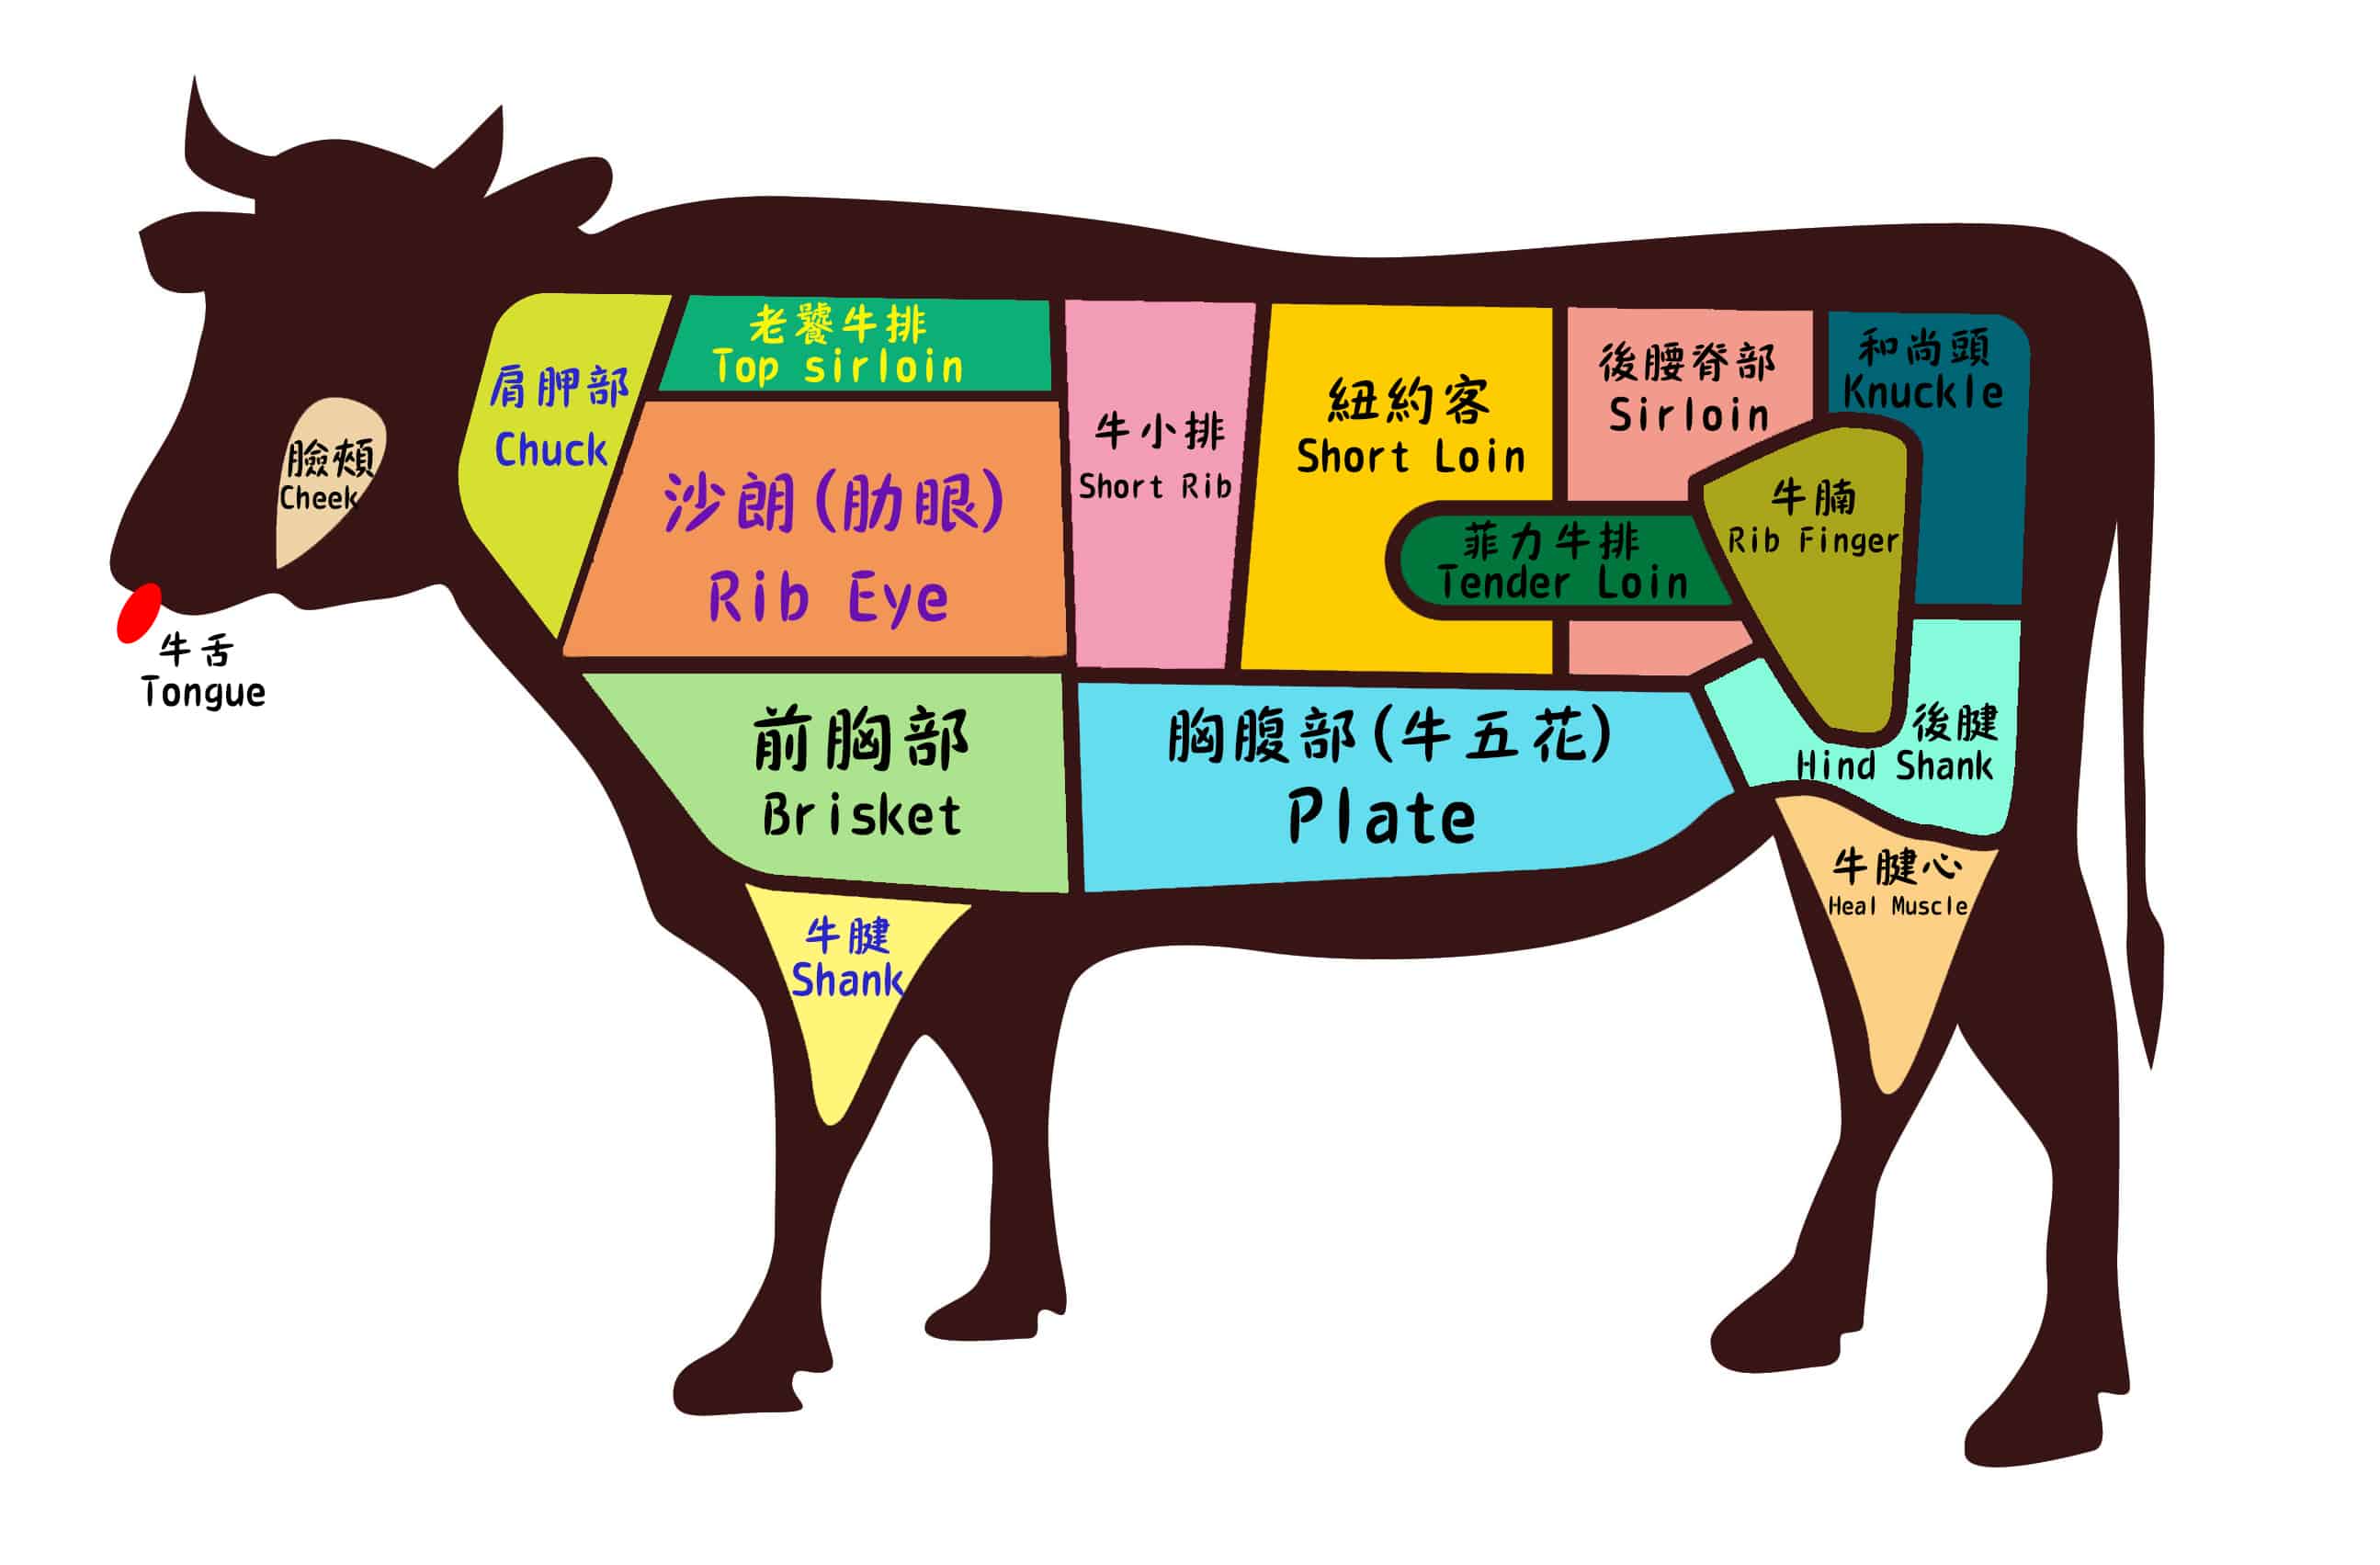 臉頰
Cheek
牛舌
Tongue
肩胛部
Chuck
老饕牛排
Top sirloin
沙朗(肋眼)
Rib Eye
牛小排
Short Rib
紐約客
Short Loin
後腰脊部
Sirloin
和尚頭
Knuckle
菲力牛排
Tender Loin
牛腩
Rib Finger
前胸部
Brisket
胸腹部(牛五花)
Plate
後腱
Hind Shank
牛腱
Shank
牛腱心
Heal Muscle